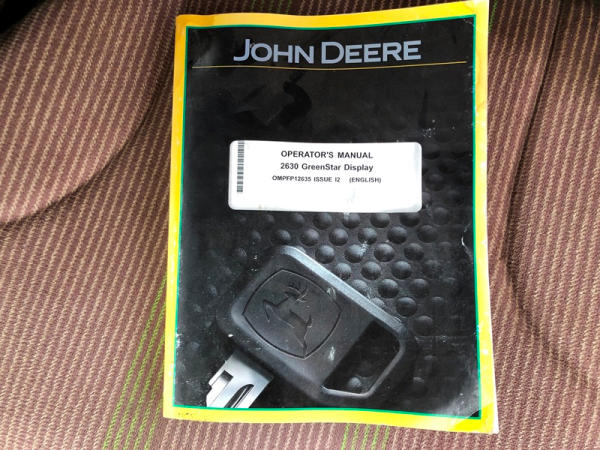 JOHN DEERE
OPERATOR'S MANUAL
2630 GreenStar Display
OMPFP12635 ISSUE I2 (ENGLISH)